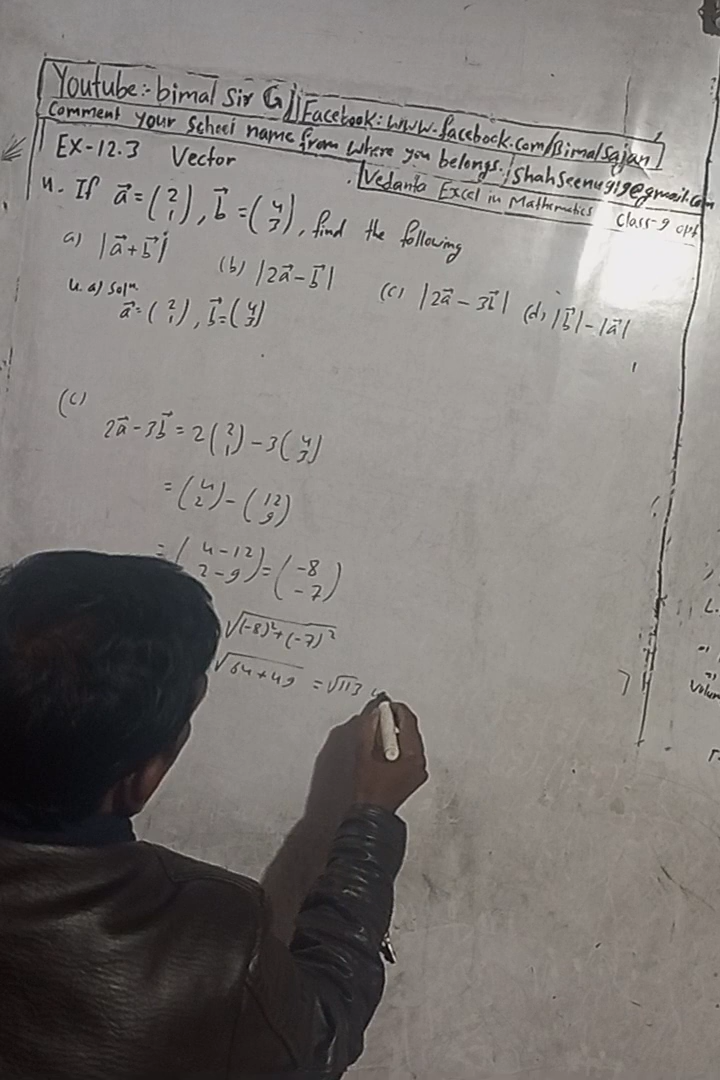 Youtube:- bimal Sir G
Facebook: www.facebook.com/BimalSajan
Comment your School name from where you belongs.
EX-12.3 Vector
Vedanta Excel in Mathematics Class-9 opt
4. If a⃗ = (2 1), b⃗ = (4 3), find the following
a) |a⃗+b⃗| (b) |2a⃗-b⃗| (c) |2a⃗-3b⃗| (d) |b⃗|-|a⃗|
4. a) Solⁿ.
a⃗ = (2 1), b⃗ = (4 3)
(c)
2a⃗-3b⃗ = 2(2 1) - 3(4 3)
= (4 2) - (12 9)
= (4-12 2-9) = (-8 -7)
√(-8)²+(-7)²
√64+49 = √113